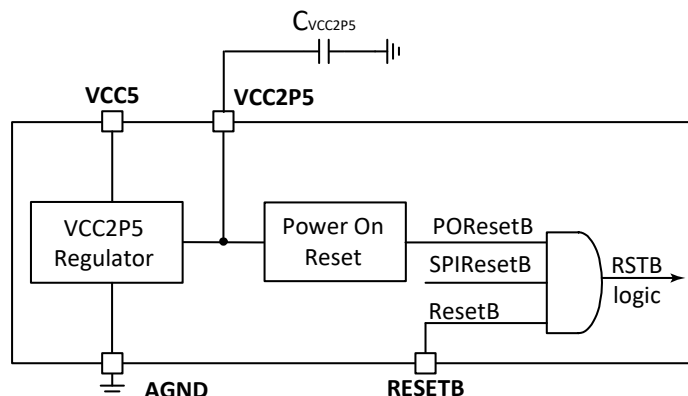 CVCC2P5
VCC5
VCC2P5
VCC2P5
Regulator
Power On
Reset
POResetB
SPIResetB
ResetB
RSTB
logic
AGND
RESETB